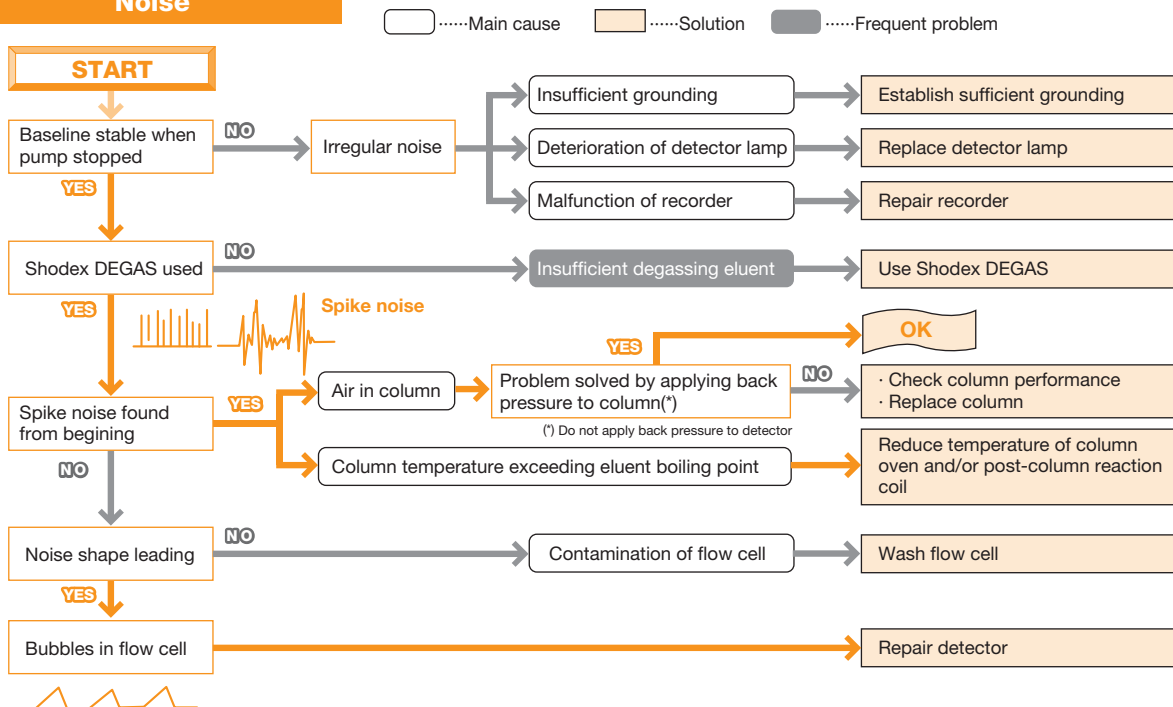 Noise
······Main cause
······Solution
······Frequent problem
START
Baseline stable when
pump stopped
NO
Irregular noise
Insufficient grounding
Establish sufficient grounding
Deterioration of detector lamp
Replace detector lamp
Malfunction of recorder
Repair recorder
YES
Shodex DEGAS used
NO
Insufficient degassing eluent
Use Shodex DEGAS
YES
Spike noise
Spike noise found
from begining
YES
Air in column
Problem solved by applying back
pressure to column(*)
(*) Do not apply back pressure to detector
YES
OK
NO
· Check column performance
· Replace column
Column temperature exceeding eluent boiling point
Reduce temperature of column
oven and/or post-column reaction
coil
NO
Noise shape leading
NO
Contamination of flow cell
Wash flow cell
YES
Bubbles in flow cell
Repair detector